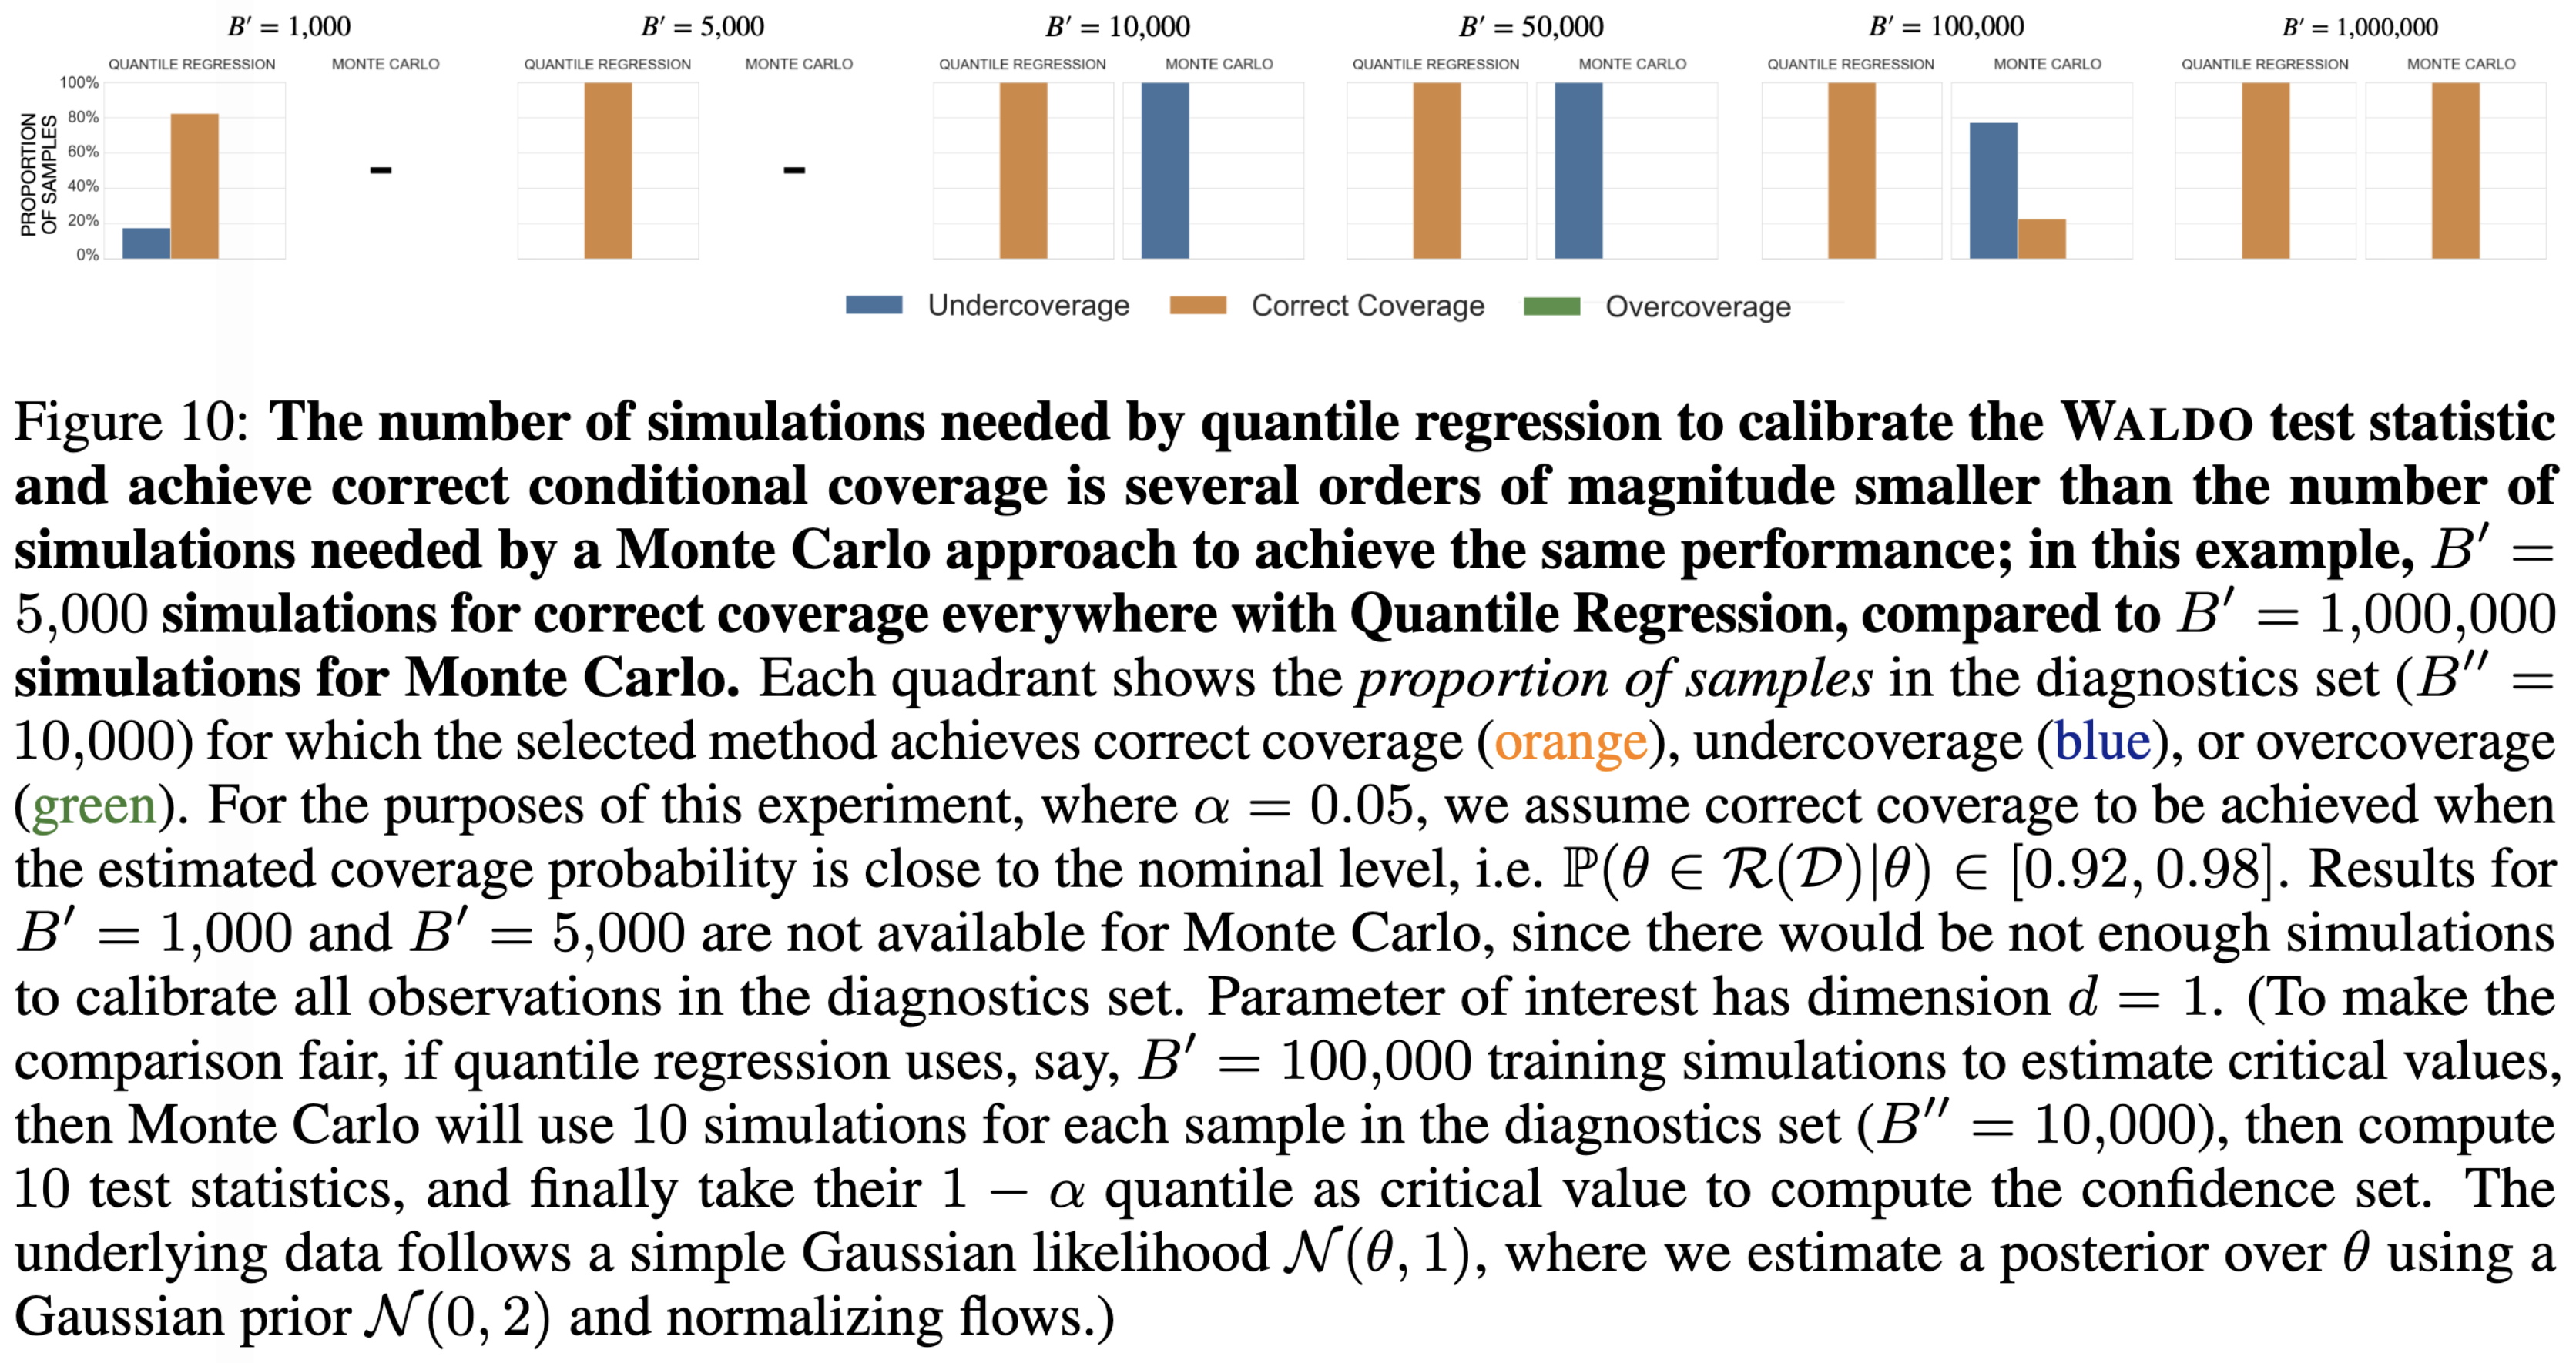 B′ = 1,000 B′ = 5,000 B′ = 10,000 B′ = 50,000 B′ = 100,000 B′ = 1,000,000
QUANTILE REGRESSION MONTE CARLO QUANTILE REGRESSION MONTE CARLO QUANTILE REGRESSION MONTE CARLO QUANTILE REGRESSION MONTE CARLO QUANTILE REGRESSION MONTE CARLO QUANTILE REGRESSION MONTE CARLO
PROPORTION
OF SAMPLES
100%
80%
60%
40%
20%
0%
-
-
Undercoverage Correct Coverage Overcoverage
Figure 10: The number of simulations needed by quantile regression to calibrate the WALDO test statistic
and achieve correct conditional coverage is several orders of magnitude smaller than the number of
simulations needed by a Monte Carlo approach to achieve the same performance; in this example, B′ =
5,000 simulations for correct coverage everywhere with Quantile Regression, compared to B′ = 1,000,000
simulations for Monte Carlo. Each quadrant shows the proportion of samples in the diagnostics set (B″ =
10,000) for which the selected method achieves correct coverage (orange), undercoverage (blue), or overcoverage
(green). For the purposes of this experiment, where α = 0.05, we assume correct coverage to be achieved when
the estimated coverage probability is close to the nominal level, i.e. ℙ(θ ∈ ℛ(𝒟)|θ) ∈ [0.92, 0.98]. Results for
B′ = 1,000 and B′ = 5,000 are not available for Monte Carlo, since there would be not enough simulations
to calibrate all observations in the diagnostics set. Parameter of interest has dimension d = 1. (To make the
comparison fair, if quantile regression uses, say, B′ = 100,000 training simulations to estimate critical values,
then Monte Carlo will use 10 simulations for each sample in the diagnostics set (B″ = 10,000), then compute
10 test statistics, and finally take their 1 − α quantile as critical value to compute the confidence set. The
underlying data follows a simple Gaussian likelihood 𝒩(θ, 1), where we estimate a posterior over θ using a
Gaussian prior 𝒩(0, 2) and normalizing flows.)